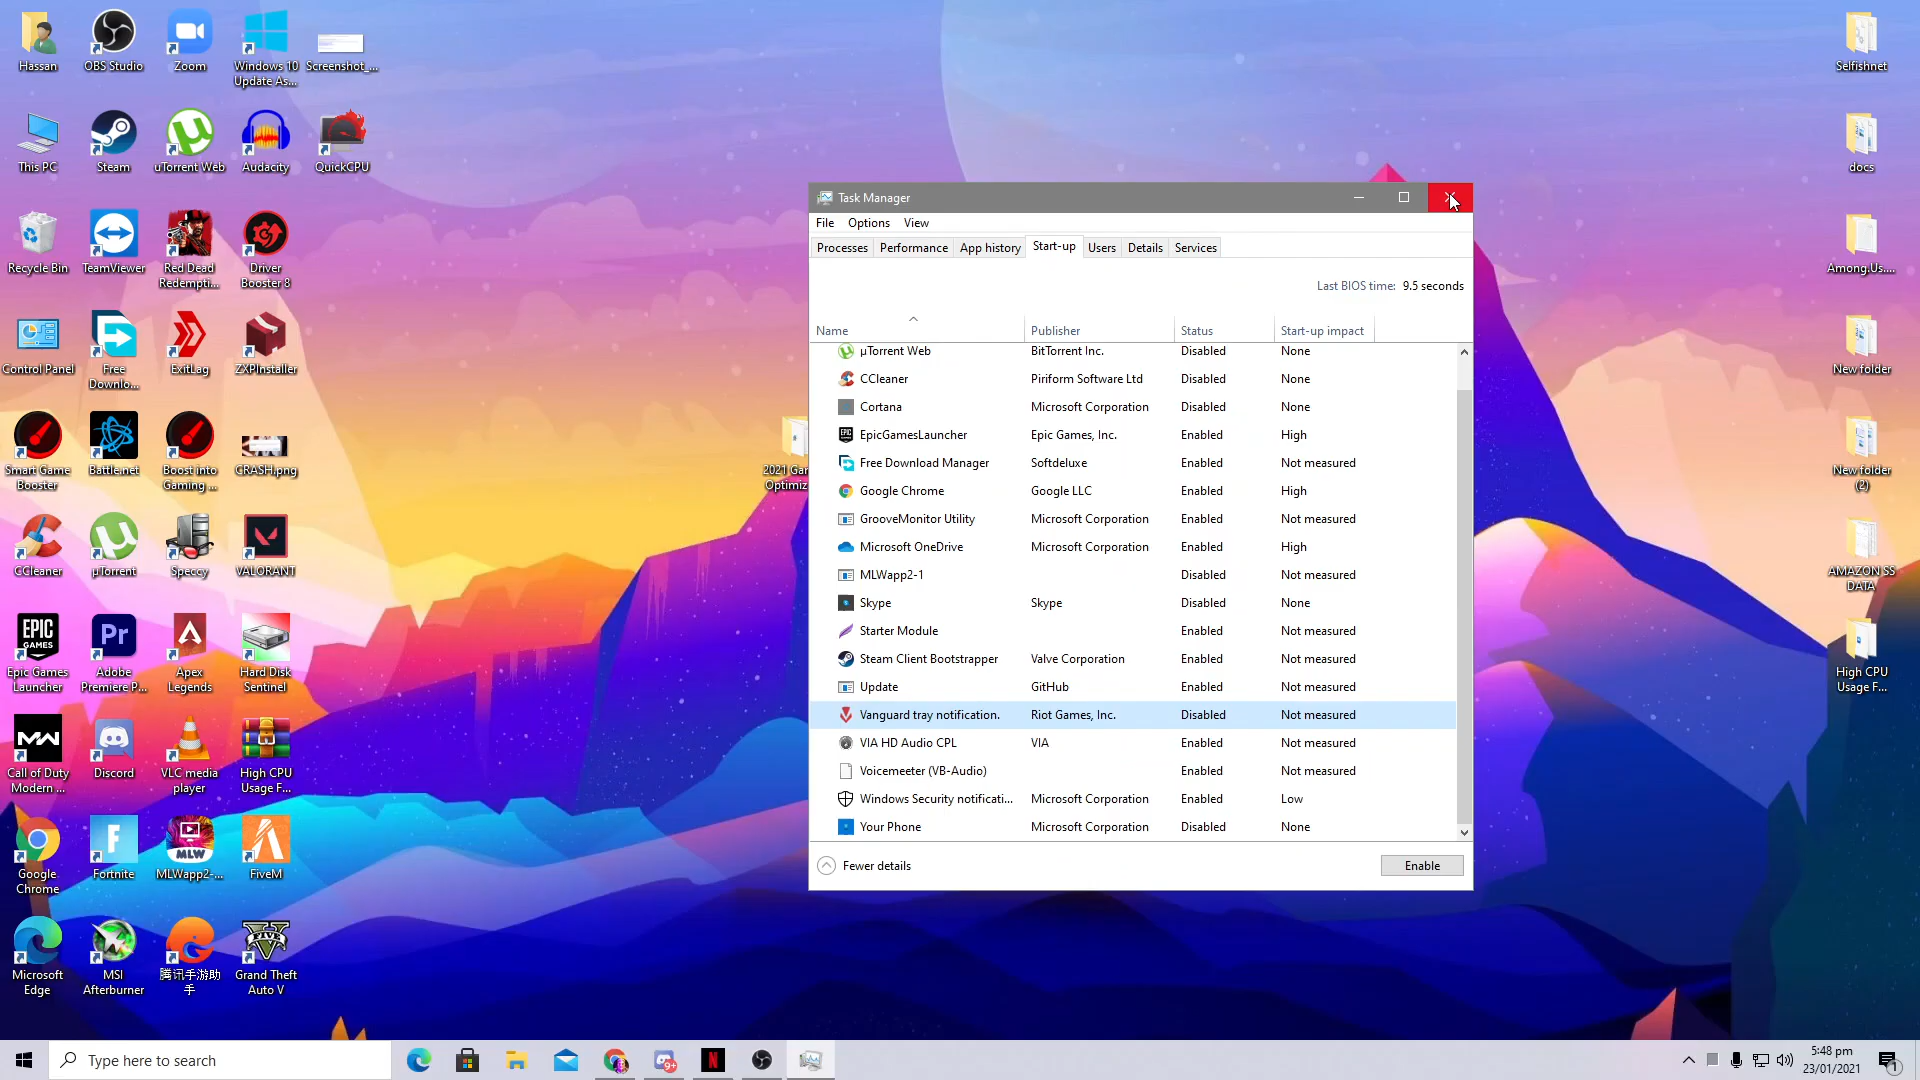 Hassan
OBS Studio
Zoom
Windows 10
Update As...
Screenshot_...
This PC
Steam
uTorrent Web
Audacity
QuickCPU
Recycle Bin
TeamViewer
Red Dead
Redempti...
Driver
Booster 8
Control Panel
Free
Downlo...
ExitLag
ZXPInstaller
Smart Game
Booster
Battle.net
Boost into
Gaming ...
CRASH.png
CCleaner
µTorrent
Speccy
VALORANT
EPIC
GAMES
Epic Games
Launcher
Pr
Adobe
Premiere P...
Apex
Legends
Hard Disk
Sentinel
MW
Call of Duty
Modern ...
Discord
VLC media
player
High CPU
Usage F...
Google
Chrome
F
Fortnite
MLW
MLWapp2-...
FiveM
Microsoft
Edge
MSI
Afterburner
腾讯手游助
手
FIVE
Grand Theft
Auto V
2021 Gam
Optimiz
Task Manager
File Options View
Processes Performance App history Start-up Users Details Services
Last BIOS time: 9.5 seconds
Name Publisher Status Start-up impact
µTorrent Web BitTorrent Inc. Disabled None
CCleaner Piriform Software Ltd Disabled None
Cortana Microsoft Corporation Disabled None
EpicGamesLauncher Epic Games, Inc. Enabled High
Free Download Manager Softdeluxe Enabled Not measured
Google Chrome Google LLC Enabled High
GrooveMonitor Utility Microsoft Corporation Enabled Not measured
Microsoft OneDrive Microsoft Corporation Enabled High
MLWapp2-1 Disabled Not measured
Skype Skype Disabled None
Starter Module Enabled Not measured
Steam Client Bootstrapper Valve Corporation Enabled Not measured
Update GitHub Enabled Not measured
Vanguard tray notification. Riot Games, Inc. Disabled Not measured
VIA HD Audio CPL VIA Enabled Not measured
Voicemeeter (VB-Audio) Enabled Not measured
Windows Security notificati... Microsoft Corporation Enabled Low
Your Phone Microsoft Corporation Disabled None
Fewer details
Enable
Selfishnet
docs
Among.Us....
New folder
New folder
(2)
AMAZON SS
DATA
High CPU
Usage F...
Type here to search
9+
N
5:48 pm
23/01/2021
1